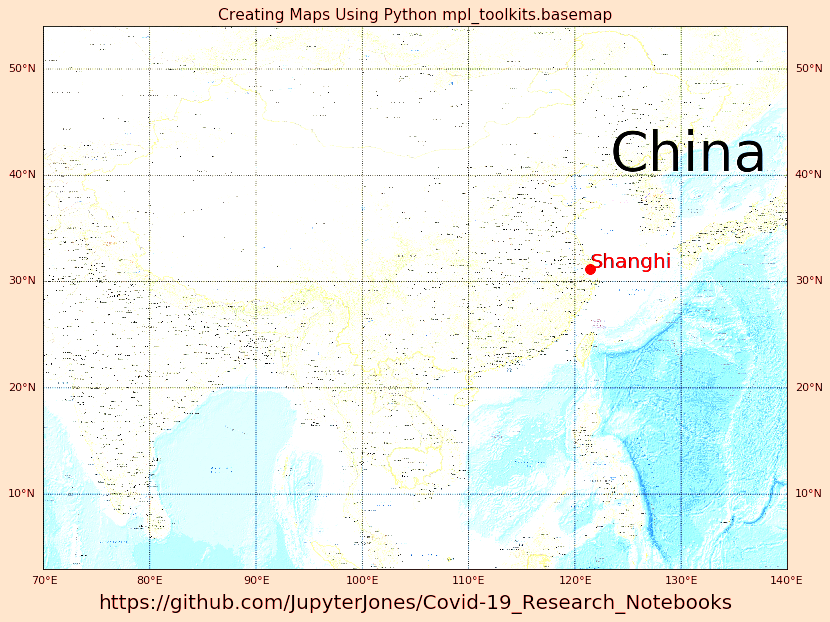 Creating Maps Using Python mpl_toolkits.basemap
50°N 50°N
China
40°N 40°N
Shanghi
30°N 30°N
20°N 20°N
10°N 10°N
70°E 80°E 90°E 100°E 110°E 120°E 130°E 140°E
https://github.com/JupyterJones/Covid-19_Research_Notebooks